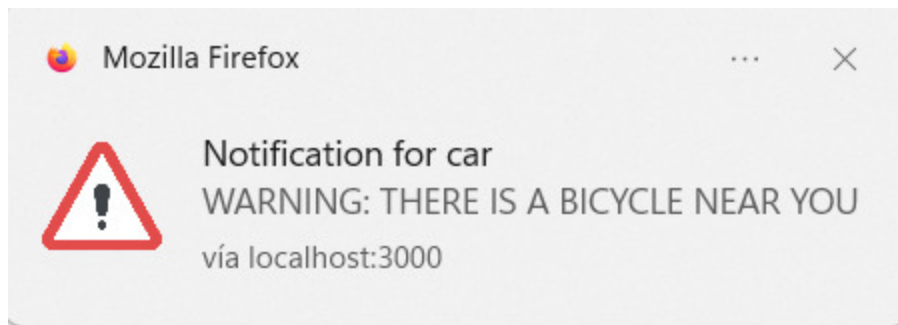 Mozilla Firefox
Notification for car
WARNING: THERE IS A BICYCLE NEAR YOU
vía localhost:3000